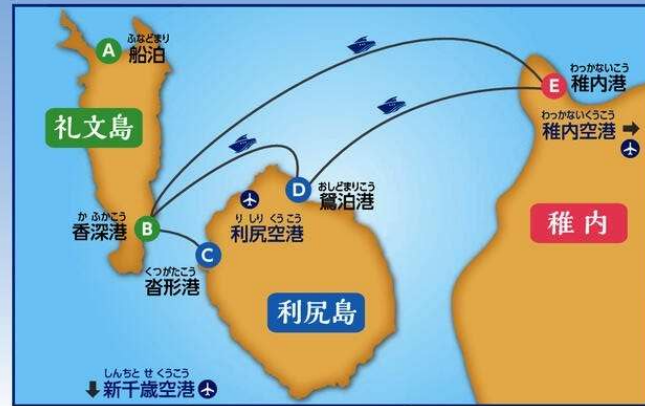 ふなどまり
A 船泊
礼文島
か ふかこう
香深港 B
くつがたこう
沓形港
C
D
おしどまりこう
鴛泊港
り しり くう こう
利尻空港
利尻島
しんちと せ くうこう
⬇新千歳空港
わっかないこう
E 稚内港
わっかないくうこう
稚内空港 ➡
稚内